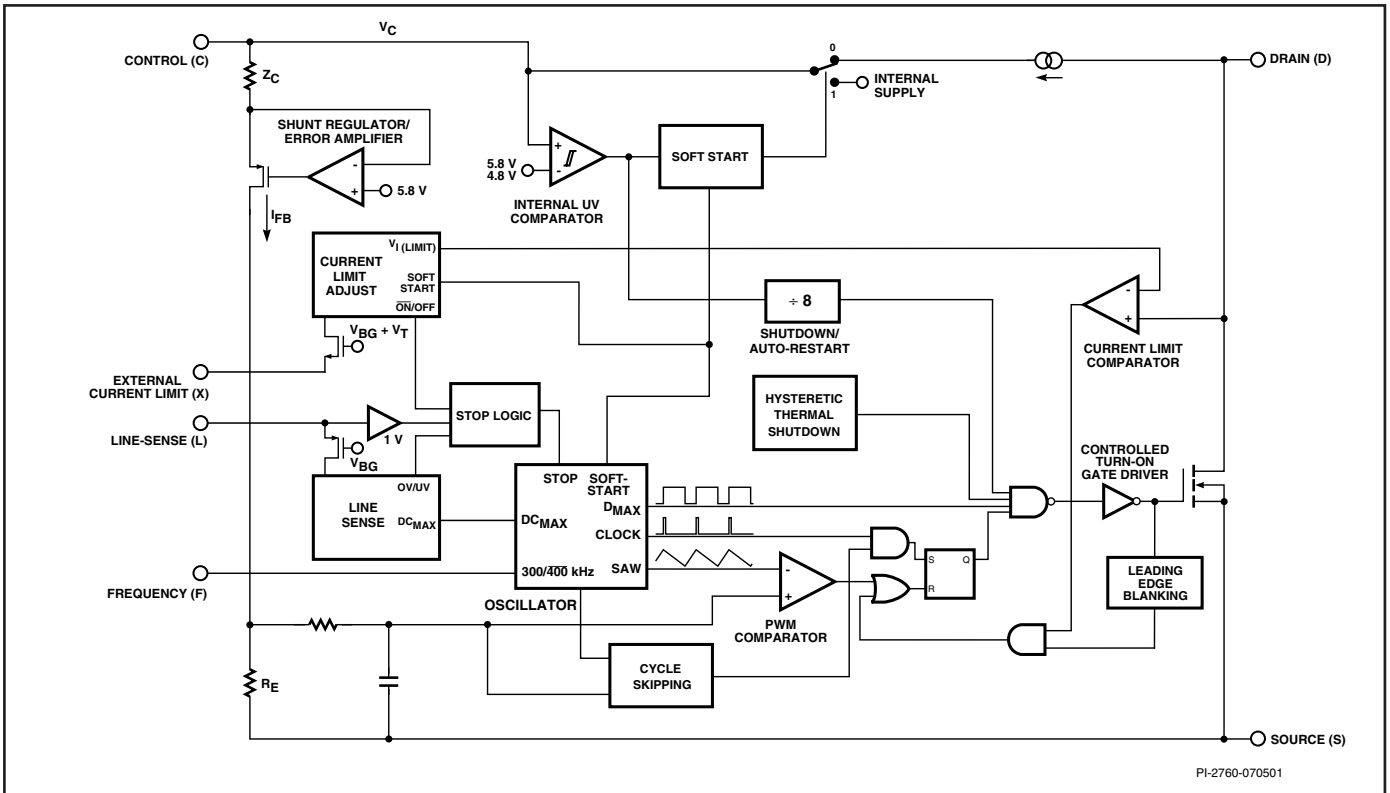 V_C
CONTROL (C)
Z_C
0
1
DRAIN (D)
INTERNAL
SUPPLY
SHUNT REGULATOR/
ERROR AMPLIFIER
-
+
5.8 V
I_FB
+
-
5.8 V
4.8 V
INTERNAL UV
COMPARATOR
SOFT START
CURRENT
LIMIT
ADJUST
V_I (LIMIT)
SOFT
START
O̅N̅/OFF
÷ 8
SHUTDOWN/
AUTO-RESTART
-
+
CURRENT LIMIT
COMPARATOR
V_BG + V_T
EXTERNAL
CURRENT LIMIT (X)
LINE-SENSE (L)
1 V
V_BG
STOP LOGIC
HYSTERETIC
THERMAL
SHUTDOWN
CONTROLLED
TURN-ON
GATE DRIVER
OV/UV
LINE
SENSE
DC_MAX
STOP
SOFT-
START
DC_MAX
D_MAX
CLOCK
SAW
300/4̅0̅0̅ kHz
OSCILLATOR
FREQUENCY (F)
-
+
PWM
COMPARATOR
S
Q
R
LEADING
EDGE
BLANKING
CYCLE
SKIPPING
R_E
SOURCE (S)
PI-2760-070501